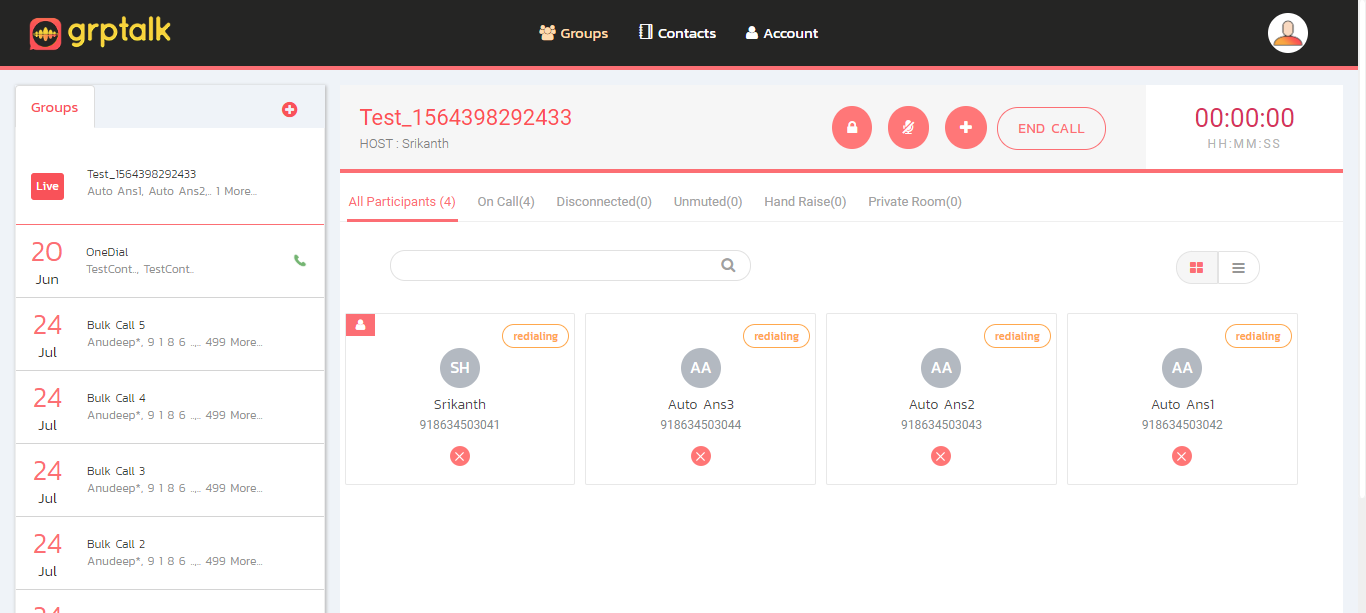 grptalk
Groups
Contacts
Account
Groups
Live
Test_1564398292433
Auto Ans1, Auto Ans2,.. 1 More...
20
Jun
OneDial
TestCont.., TestCont..
24
Jul
Bulk Call 5
Anudeep*, 9 1 8 6 ..,.. 499 More...
24
Jul
Bulk Call 4
Anudeep*, 9 1 8 6 ..,.. 499 More...
24
Jul
Bulk Call 3
Anudeep*, 9 1 8 6 ..,.. 499 More...
24
Jul
Bulk Call 2
Anudeep*, 9 1 8 6 ..,.. 499 More...
Test_1564398292433
HOST : Srikanth
END CALL
00:00:00
HH:MM:SS
All Participants (4)
On Call(4)
Disconnected(0)
Unmuted(0)
Hand Raise(0)
Private Room(0)
redialing
SH
Srikanth
918634503041
redialing
AA
Auto Ans3
918634503044
redialing
AA
Auto Ans2
918634503043
redialing
AA
Auto Ans1
918634503042